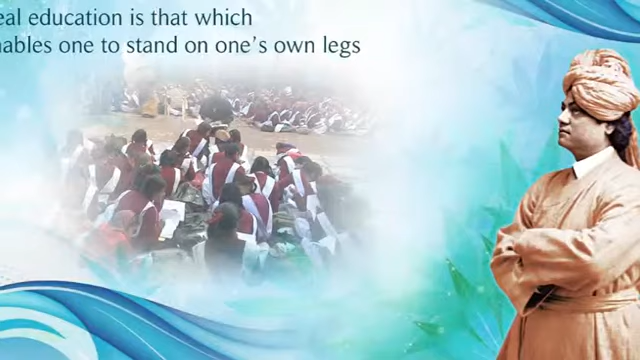 eal education is that which
nables one to stand on one's own legs